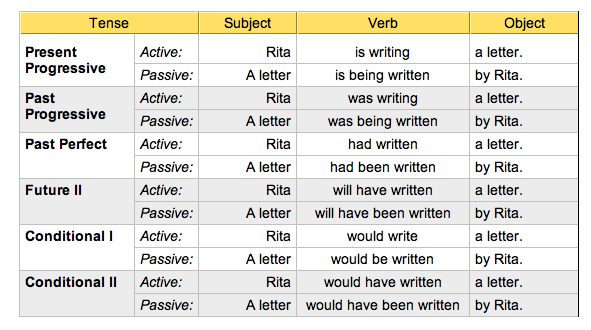 Tense Subject Verb Object
Present Progressive Active: Rita is writing a letter.
Passive: A letter is being written by Rita.
Past Progressive Active: Rita was writing a letter.
Passive: A letter was being written by Rita.
Past Perfect Active: Rita had written a letter.
Passive: A letter had been written by Rita.
Future II Active: Rita will have written a letter.
Passive: A letter will have been written by Rita.
Conditional I Active: Rita would write a letter.
Passive: A letter would be written by Rita.
Conditional II Active: Rita would have written a letter.
Passive: A letter would have been written by Rita.